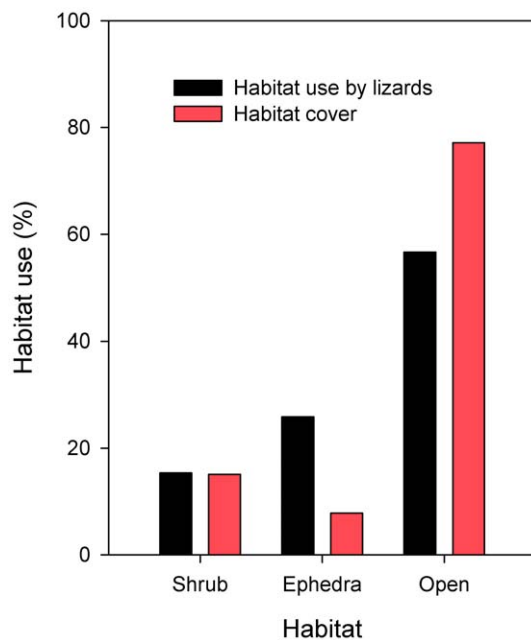 100
80
60
40
20
0
Habitat use (%)
Habitat use by lizards
Habitat cover
Shrub Ephedra Open
Habitat